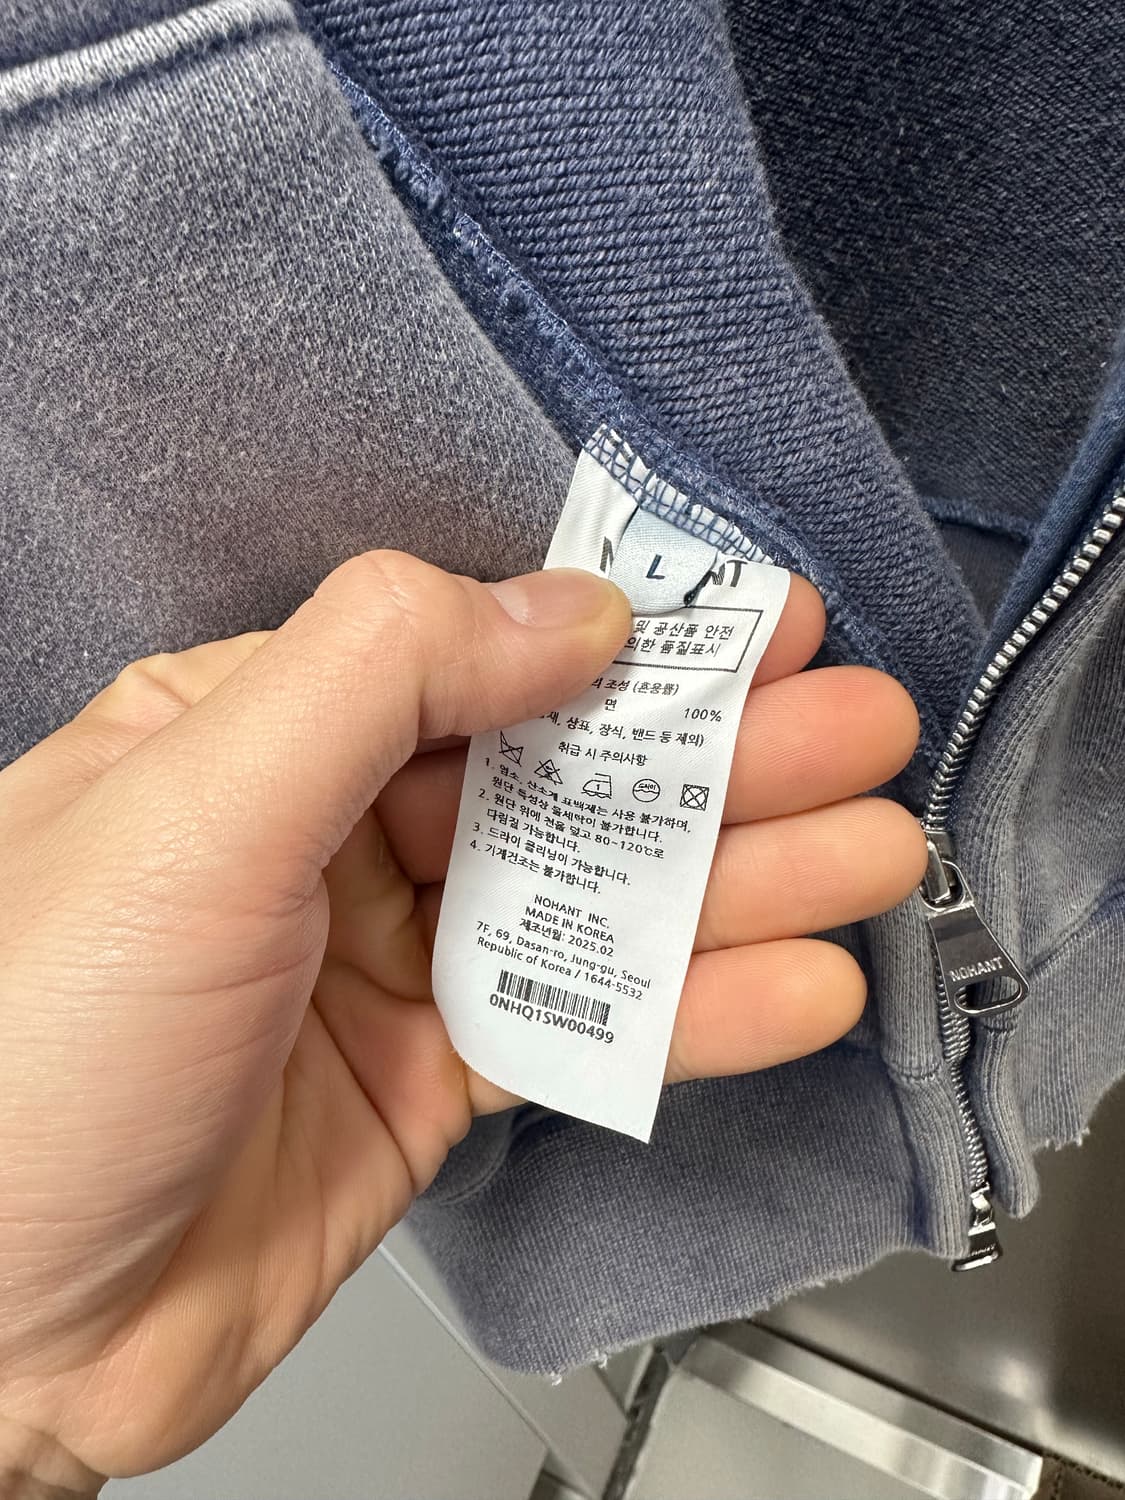 L
및 공산품 안전
의한 품질표시
조성 (혼용률)
면 100%
상표, 장식, 밴드 등 제외)
취급 시 주의사항
1. 염소, 산소계 표백제는 사용 불가하며,
원단 특성상 물세탁이 불가합니다.
2. 원단 위에 천을 덮고 80~120℃로
다림질 가능합니다.
3. 드라이 클리닝이 가능합니다.
4. 기계건조는 불가합니다.
NOHANT INC.
MADE IN KOREA
제조년월: 2025.02
7F, 69, Dasan-ro, Jung-gu, Seoul
Republic of Korea / 1644-5532
0NHQ1SW00499
NOHANT